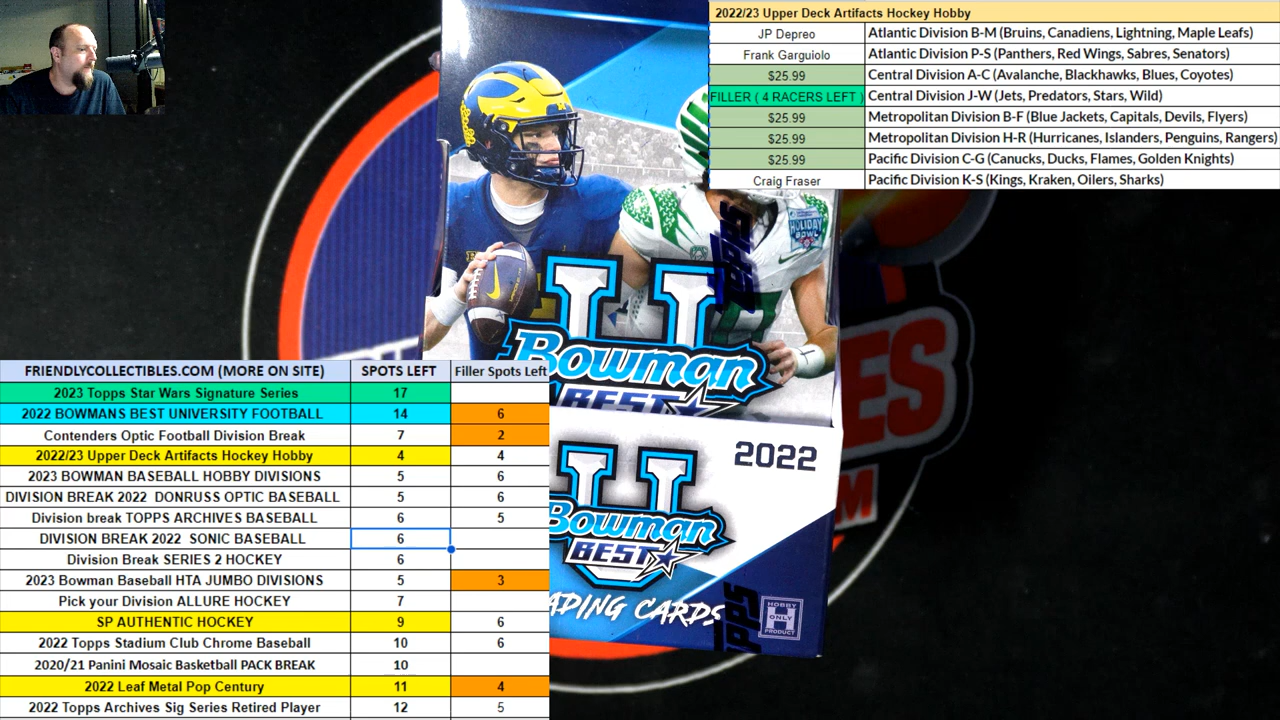 2022/23 Upper Deck Artifacts Hockey Hobby
JP Depreo Atlantic Division B-M (Bruins, Canadiens, Lightning, Maple Leafs)
Frank Garguiolo Atlantic Division P-S (Panthers, Red Wings, Sabres, Senators)
$25.99 Central Division A-C (Avalanche, Blackhawks, Blues, Coyotes)
FILLER ( 4 RACERS LEFT ) Central Division J-W (Jets, Predators, Stars, Wild)
$25.99 Metropolitan Division B-F (Blue Jackets, Capitals, Devils, Flyers)
$25.99 Metropolitan Division H-R (Hurricanes, Islanders, Penguins, Rangers)
$25.99 Pacific Division C-G (Canucks, Ducks, Flames, Golden Knights)
Craig Fraser Pacific Division K-S (Kings, Kraken, Oilers, Sharks)
HOLIDAY BOWL
TOPPS
U
Bowman
BEST
FRIENDLYCOLLECTIBLES.COM (MORE ON SITE) SPOTS LEFT Filler Spots Left
2023 Topps Star Wars Signature Series 17
2022 BOWMANS BEST UNIVERSITY FOOTBALL 14 6
Contenders Optic Football Division Break 7 2
2022/23 Upper Deck Artifacts Hockey Hobby 4 4
2023 BOWMAN BASEBALL HOBBY DIVISIONS 5 6
DIVISION BREAK 2022 DONRUSS OPTIC BASEBALL 5 6
Division break TOPPS ARCHIVES BASEBALL 6 5
DIVISION BREAK 2022 SONIC BASEBALL 6
Division Break SERIES 2 HOCKEY 6
2023 Bowman Baseball HTA JUMBO DIVISIONS 5 3
Pick your Division ALLURE HOCKEY 7
SP AUTHENTIC HOCKEY 9 6
2022 Topps Stadium Club Chrome Baseball 10 6
2020/21 Panini Mosaic Basketball PACK BREAK 10
2022 Leaf Metal Pop Century 11 4
2022 Topps Archives Sig Series Retired Player 12 5
2022
U
Bowman
BEST
ADING CARDS
HOBBY
H
ONLY
PRODUCT